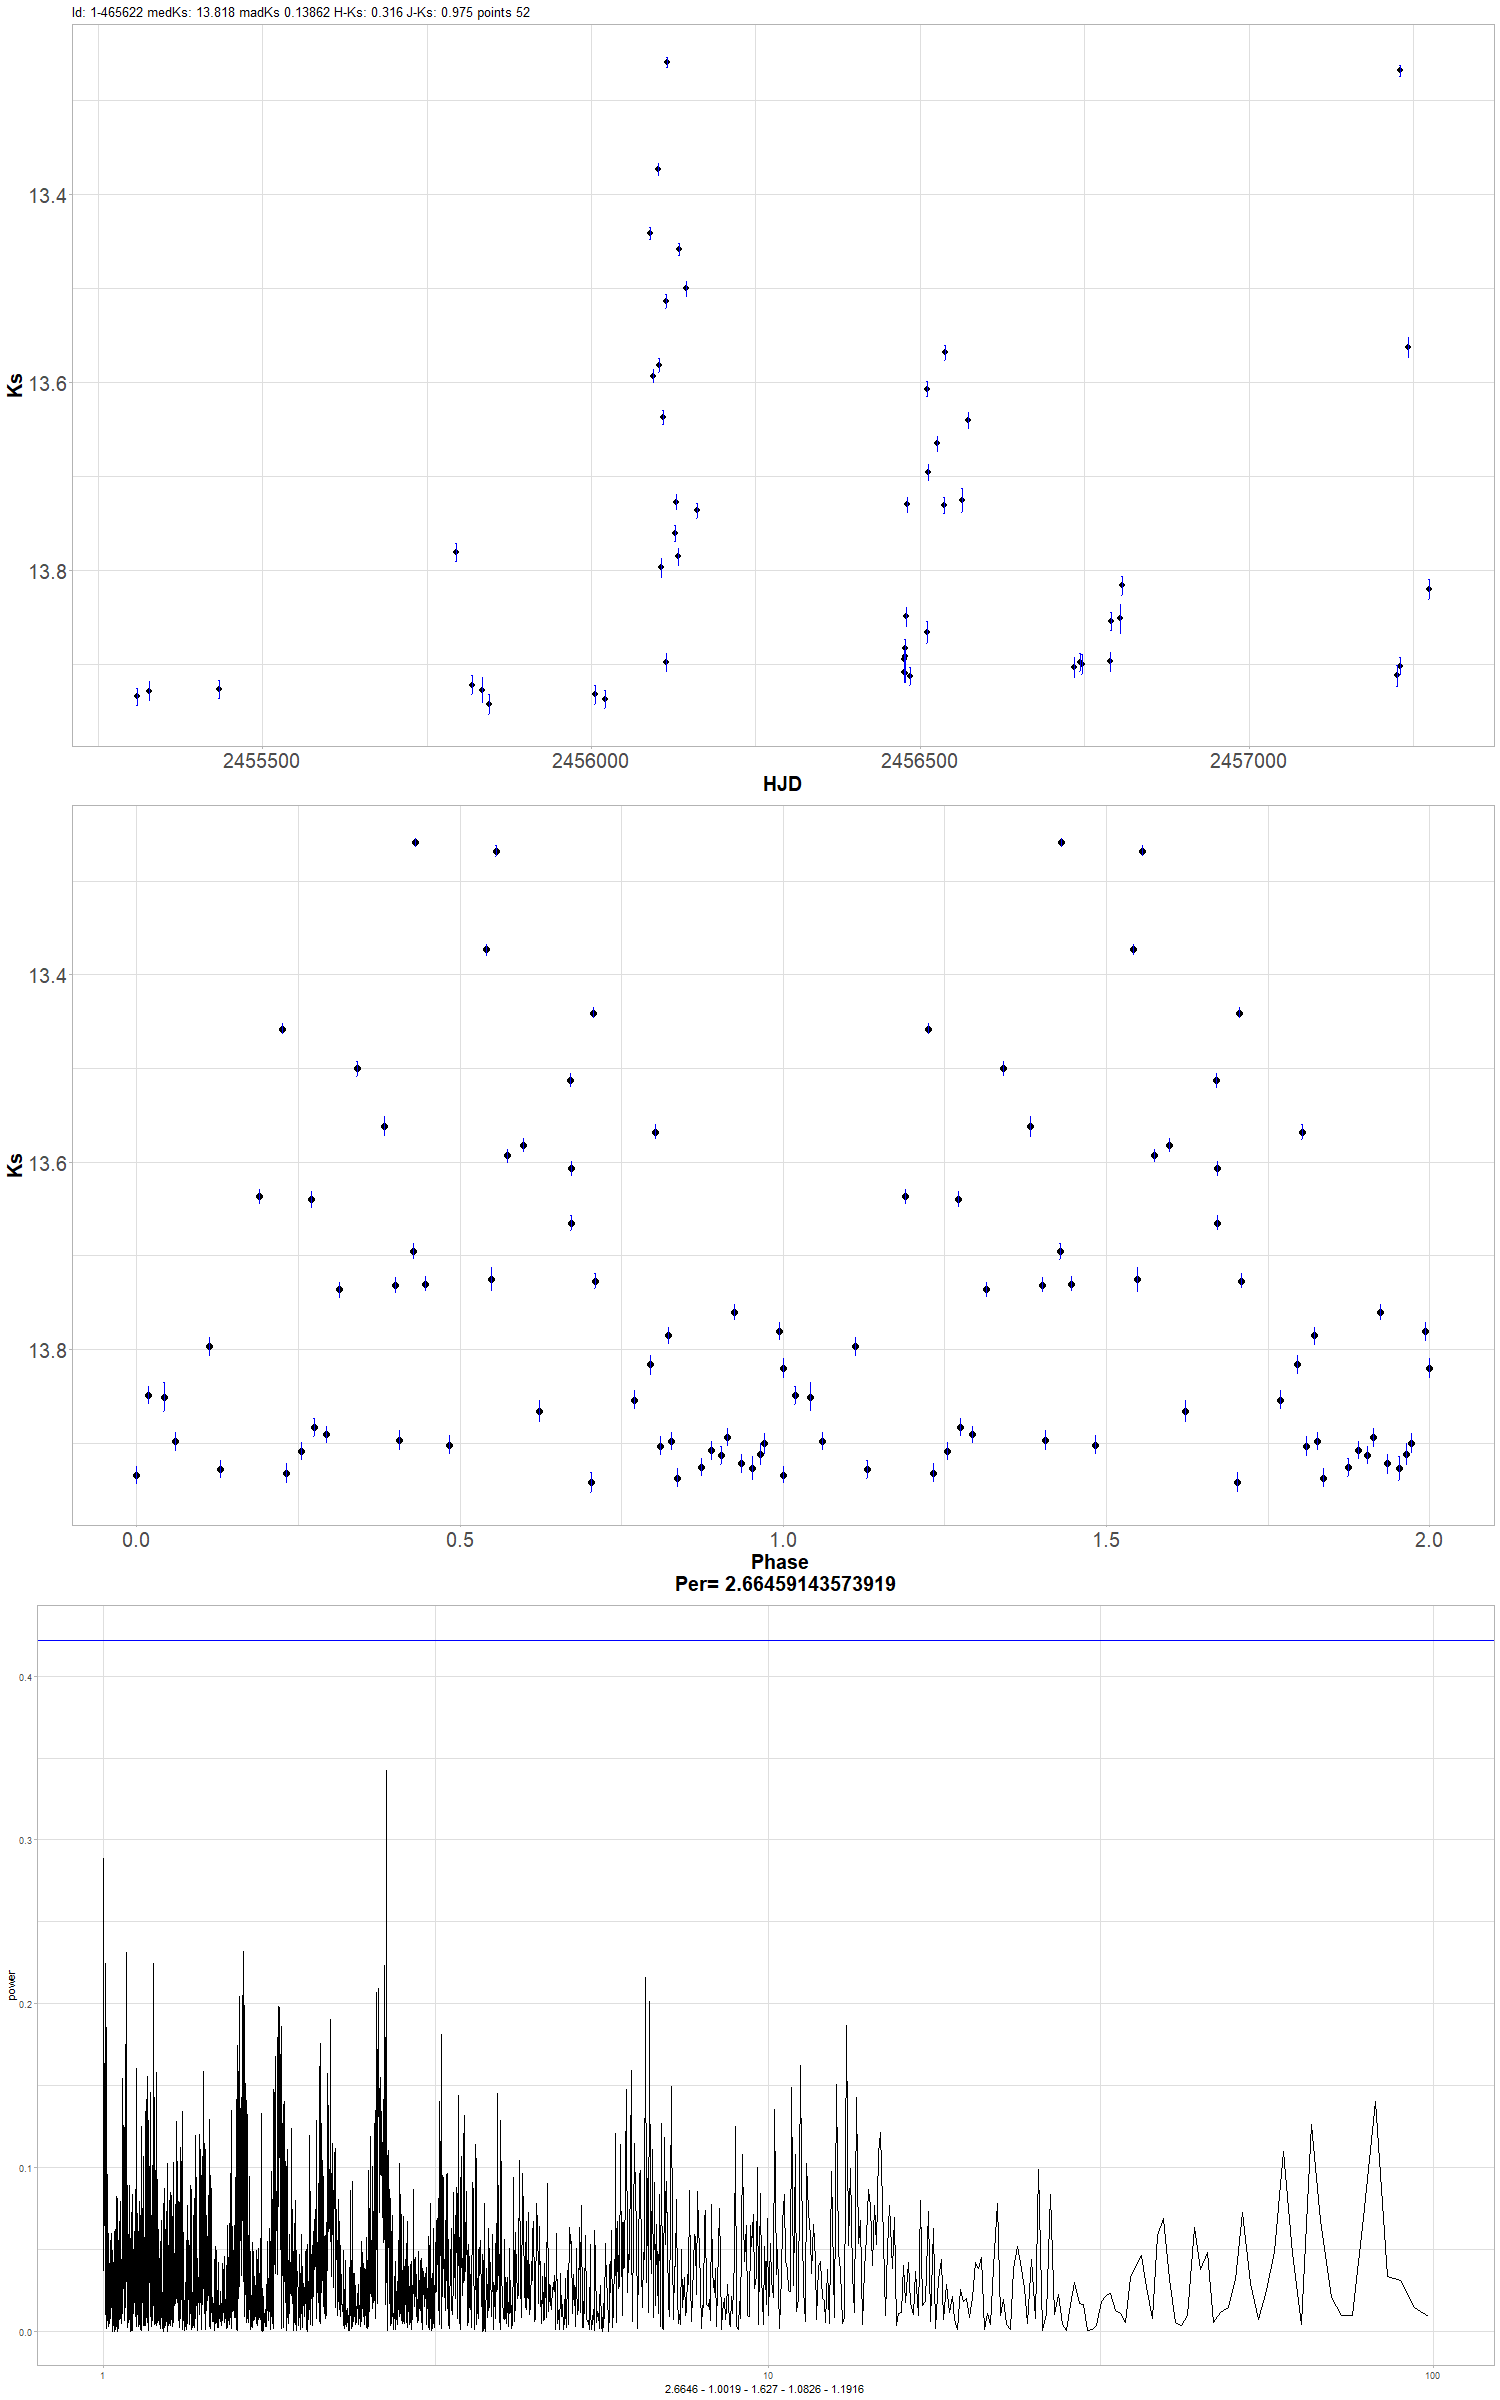 Id: 1-465622 medKs: 13.818 madKs 0.13862 H-Ks: 0.316 J-Ks: 0.975 points 52
13.4
13.6
13.8
Ks
2455500 2456000 2456500 2457000
HJD
13.4
13.6
13.8
Ks
0.0 0.5 1.0 1.5 2.0
Phase
Per= 2.66459143573919
0.4
0.3
0.2
0.1
0.0
power
1 10 100
2.6646 - 1.0019 - 1.627 - 1.0826 - 1.1916